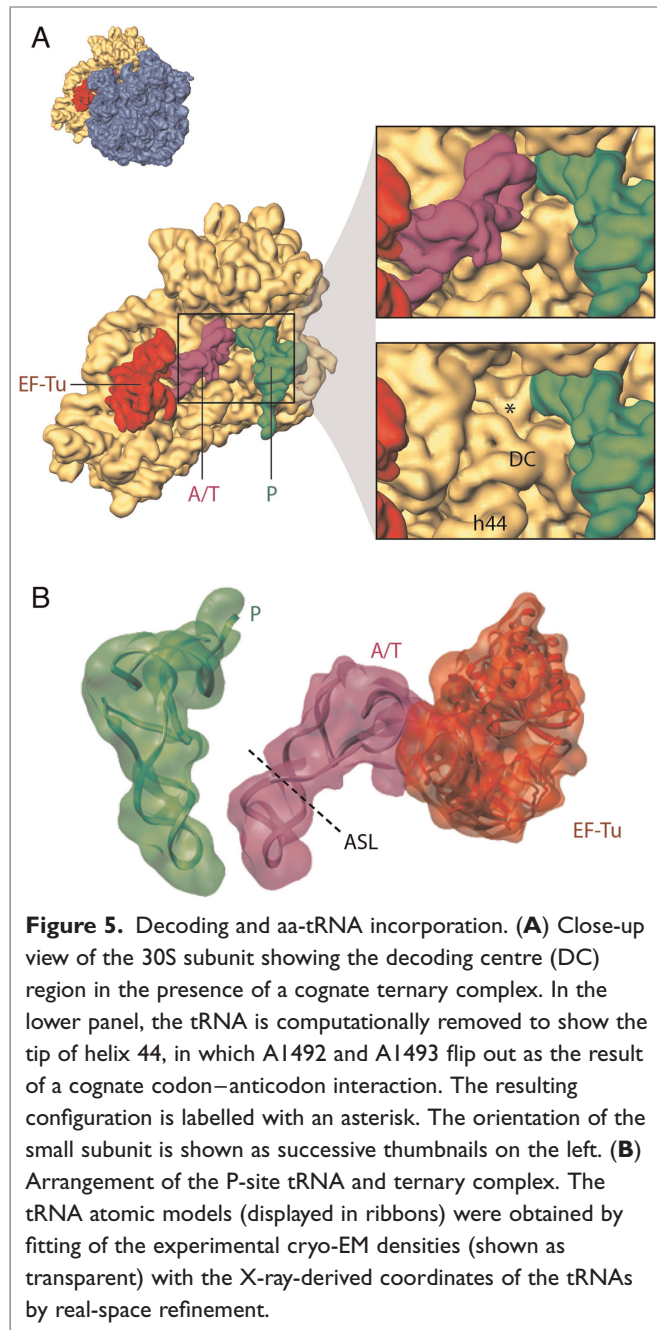 A
EF-Tu
A/T
P
*
DC
h44
B
P
A/T
ASL
EF-Tu
Figure 5. Decoding and aa-tRNA incorporation. (A) Close-up
view of the 30S subunit showing the decoding centre (DC)
region in the presence of a cognate ternary complex. In the
lower panel, the tRNA is computationally removed to show the
tip of helix 44, in which A1492 and A1493 flip out as the result
of a cognate codon–anticodon interaction. The resulting
configuration is labelled with an asterisk. The orientation of the
small subunit is shown as successive thumbnails on the left. (B)
Arrangement of the P-site tRNA and ternary complex. The
tRNA atomic models (displayed in ribbons) were obtained by
fitting of the experimental cryo-EM densities (shown as
transparent) with the X-ray-derived coordinates of the tRNAs
by real-space refinement.